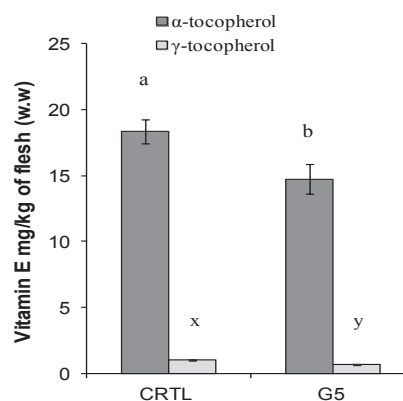 α-tocopherol
γ-tocopherol
Vitamin E mg/kg of flesh (w.w)
25
20
15
10
5
0
a
b
x
y
CRTL
G5